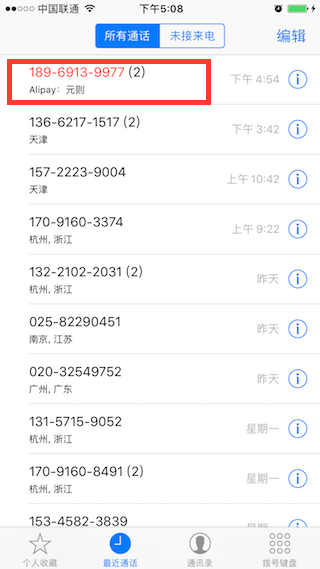 中国联通 下午5:08
所有通话 未接来电 编辑
189-6913-9977 (2) 下午 4:54
Alipay：元则
136-6217-1517 (2) 下午 3:42
天津
157-2223-9004 上午 10:42
天津
170-9160-3374 上午 9:22
杭州, 浙江
132-2102-2031 (2) 昨天
杭州, 浙江
025-82290451 昨天
南京, 江苏
020-32549752 昨天
广州, 广东
131-5715-9052 星期一
杭州, 浙江
170-9160-8491 (2) 星期一
杭州, 浙江
153-4582-3839
个人收藏 最近通话 通讯录 拨号键盘